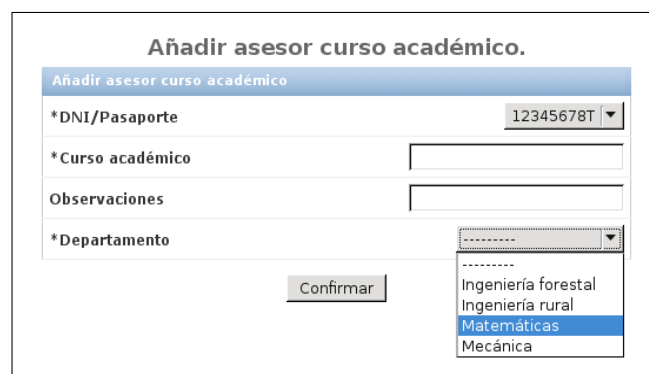 Añadir asesor curso académico.
Añadir asesor curso académico
*DNI/Pasaporte 12345678T
*Curso académico
Observaciones
*Departamento ---------
---------
Confirmar Ingeniería forestal
Ingeniería rural
Matemáticas
Mecánica